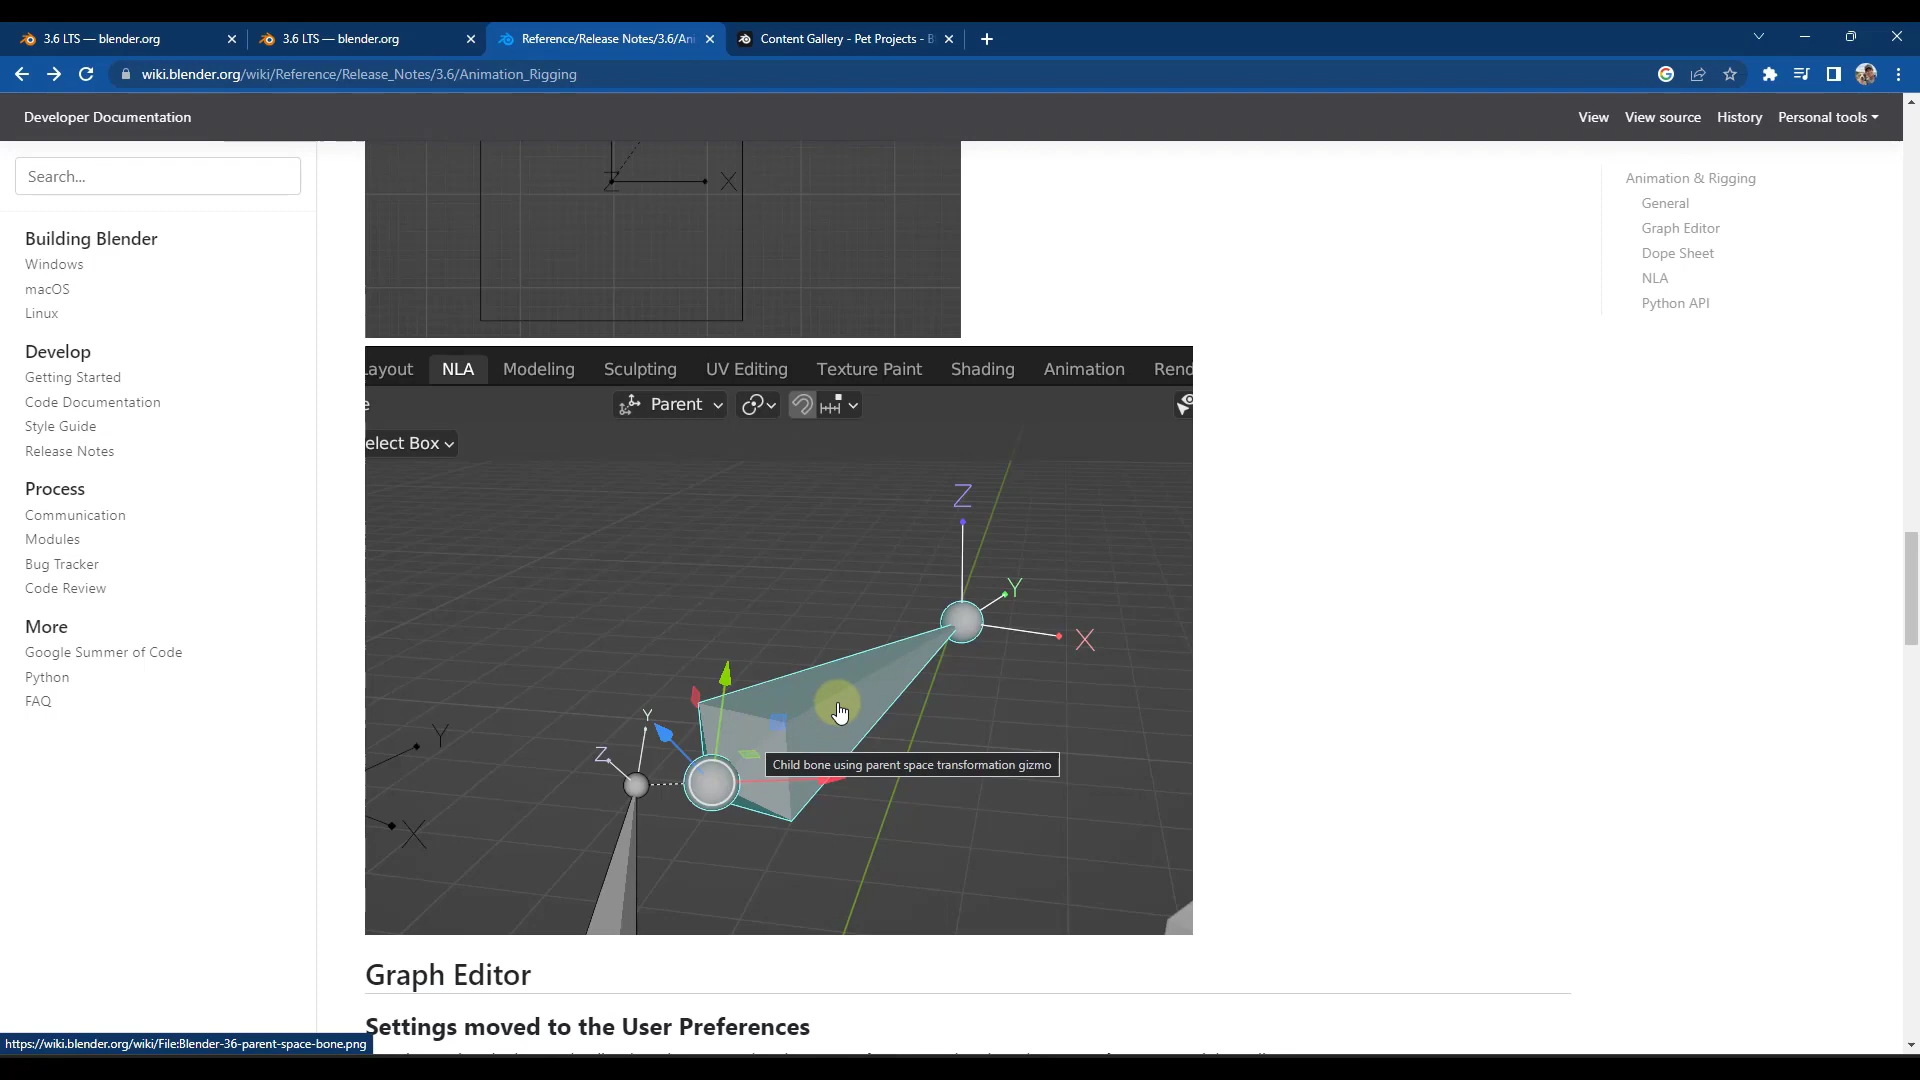 3.6 LTS — blender.org
3.6 LTS — blender.org
Reference/Release Notes/3.6/Ani
Content Gallery - Pet Projects - B
wiki.blender.org/wiki/Reference/Release_Notes/3.6/Animation_Rigging
Developer Documentation
View
View source
History
Personal tools
Search...
Building Blender
Windows
macOS
Linux
Develop
Getting Started
Code Documentation
Style Guide
Release Notes
Process
Communication
Modules
Bug Tracker
Code Review
More
Google Summer of Code
Python
FAQ
Z
X
ayout
NLA
Modeling
Sculpting
UV Editing
Texture Paint
Shading
Animation
Rend
e
Parent
elect Box
Z
Y
X
Y
Z
Y
X
Child bone using parent space transformation gizmo
Graph Editor
Settings moved to the User Preferences
Animation & Rigging
General
Graph Editor
Dope Sheet
NLA
Python API
https://wiki.blender.org/wiki/File:Blender-36-parent-space-bone.png